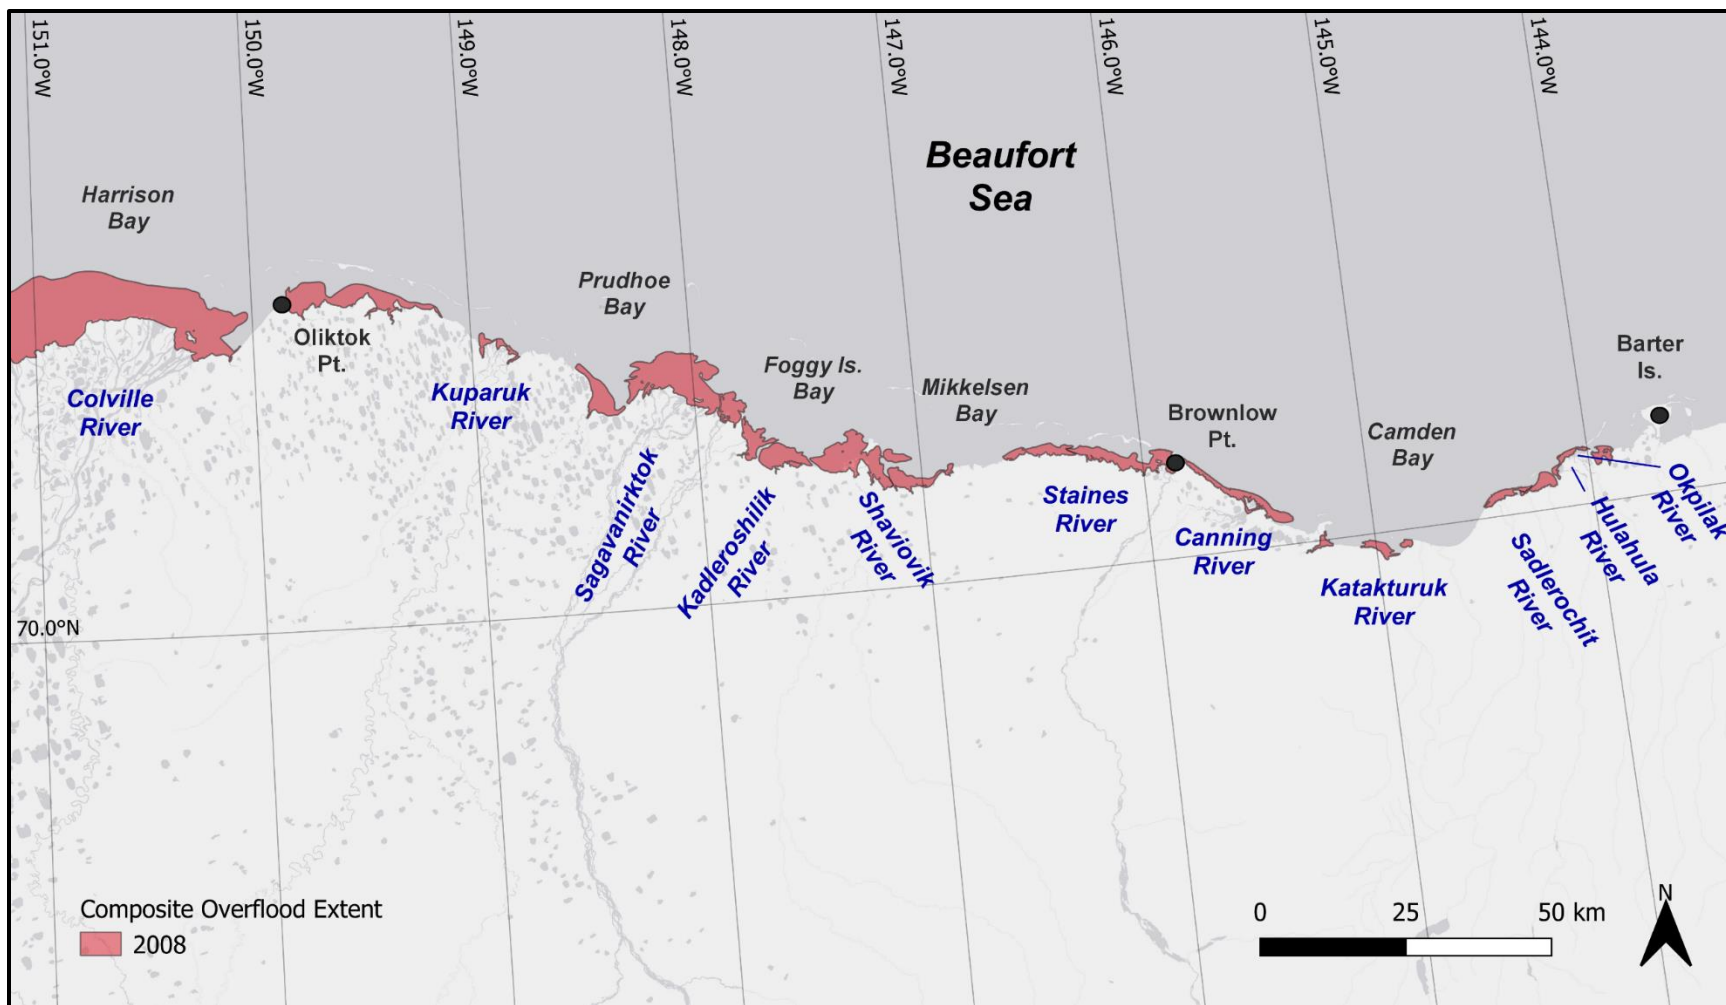 151.0°W
150.0°W
149.0°W
148.0°W
147.0°W
146.0°W
145.0°W
144.0°W
Beaufort
Sea
Harrison
Bay
Prudhoe
Bay
Oliktok
Pt.
Foggy Is.
Bay
Mikkelsen
Bay
Brownlow
Pt.
Camden
Bay
Barter
Is.
Colville
River
Kuparuk
River
Sagavanirktok
River
Kadleroshilik
River
Shaviovik
River
Staines
River
Canning
River
Katakturuk
River
Sadlerochit
River
Hulahula
River
Okpilak
River
70.0°N
Composite Overflood Extent
2008
0 25 50 km
N